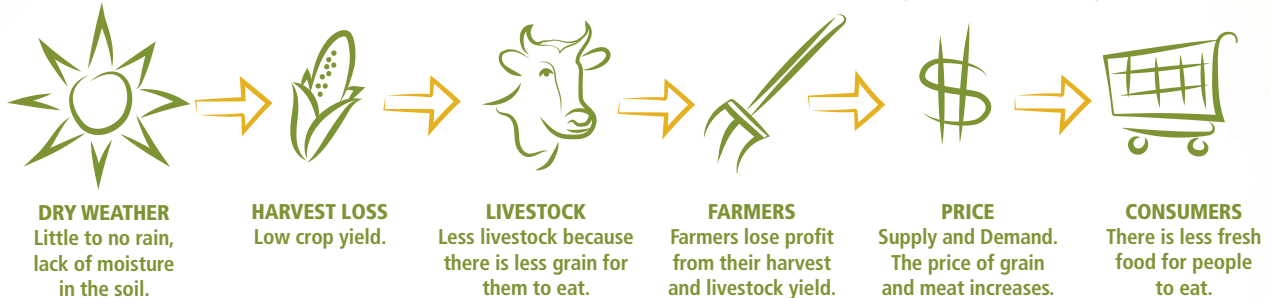 DRY WEATHER
Little to no rain,
lack of moisture
in the soil.
HARVEST LOSS
Low crop yield.
LIVESTOCK
Less livestock because
there is less grain for
them to eat.
FARMERS
Farmers lose profit
from their harvest
and livestock yield.
$
PRICE
Supply and Demand.
The price of grain
and meat increases.
CONSUMERS
There is less fresh
food for people
to eat.